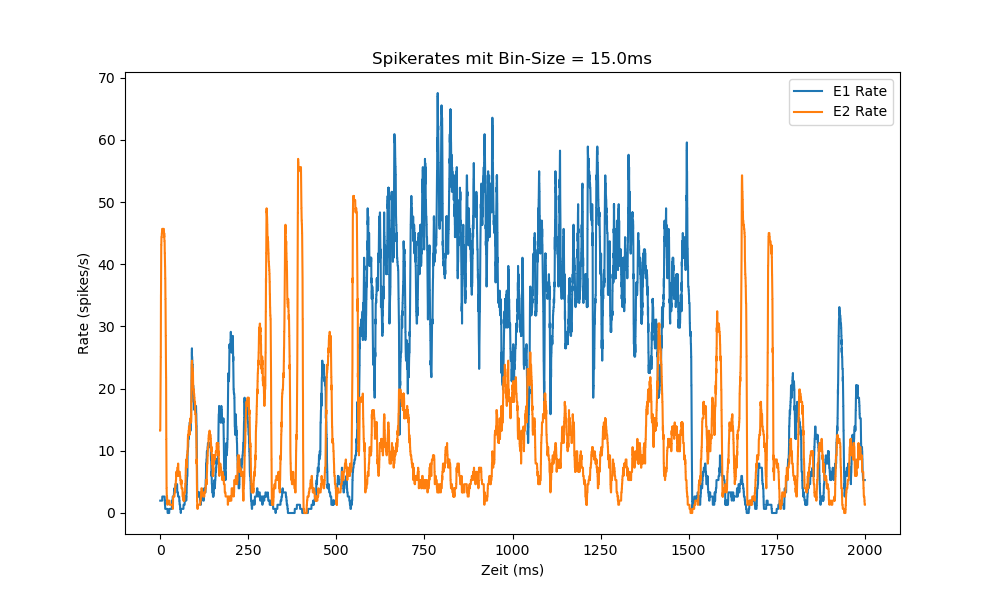 Spikerates mit Bin-Size = 15.0ms
E1 Rate
E2 Rate
Rate (spikes/s)
70
60
50
40
30
20
10
0
0 250 500 750 1000 1250 1500 1750 2000
Zeit (ms)